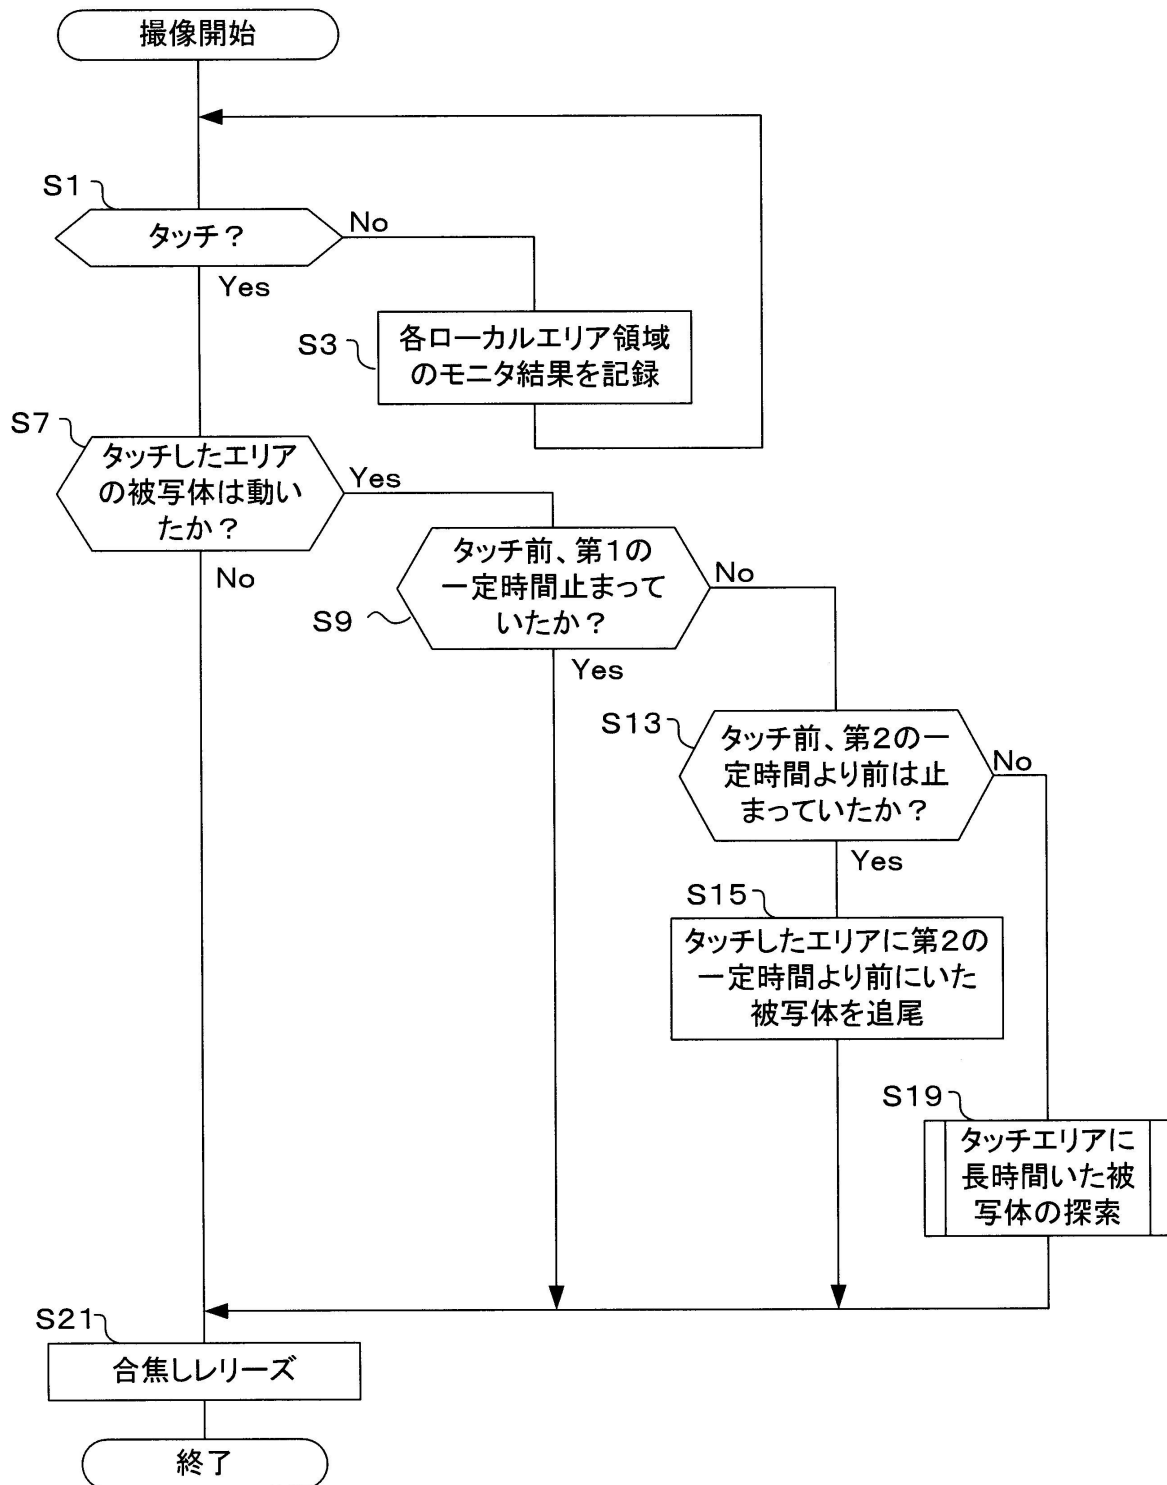 撮像開始
S1
タッチ？
No
Yes
S3
各ローカルエリア領域
のモニタ結果を記録
S7
タッチしたエリア
の被写体は動い
たか？
Yes
No
S9
タッチ前、第1の
一定時間止まって
いたか？
No
Yes
S13
タッチ前、第2の一
定時間より前は止
まっていたか？
No
Yes
S15
タッチしたエリアに第2の
一定時間より前にいた
被写体を追尾
S19
タッチエリアに
長時間いた被
写体の探索
S21
合焦しレリーズ
終了